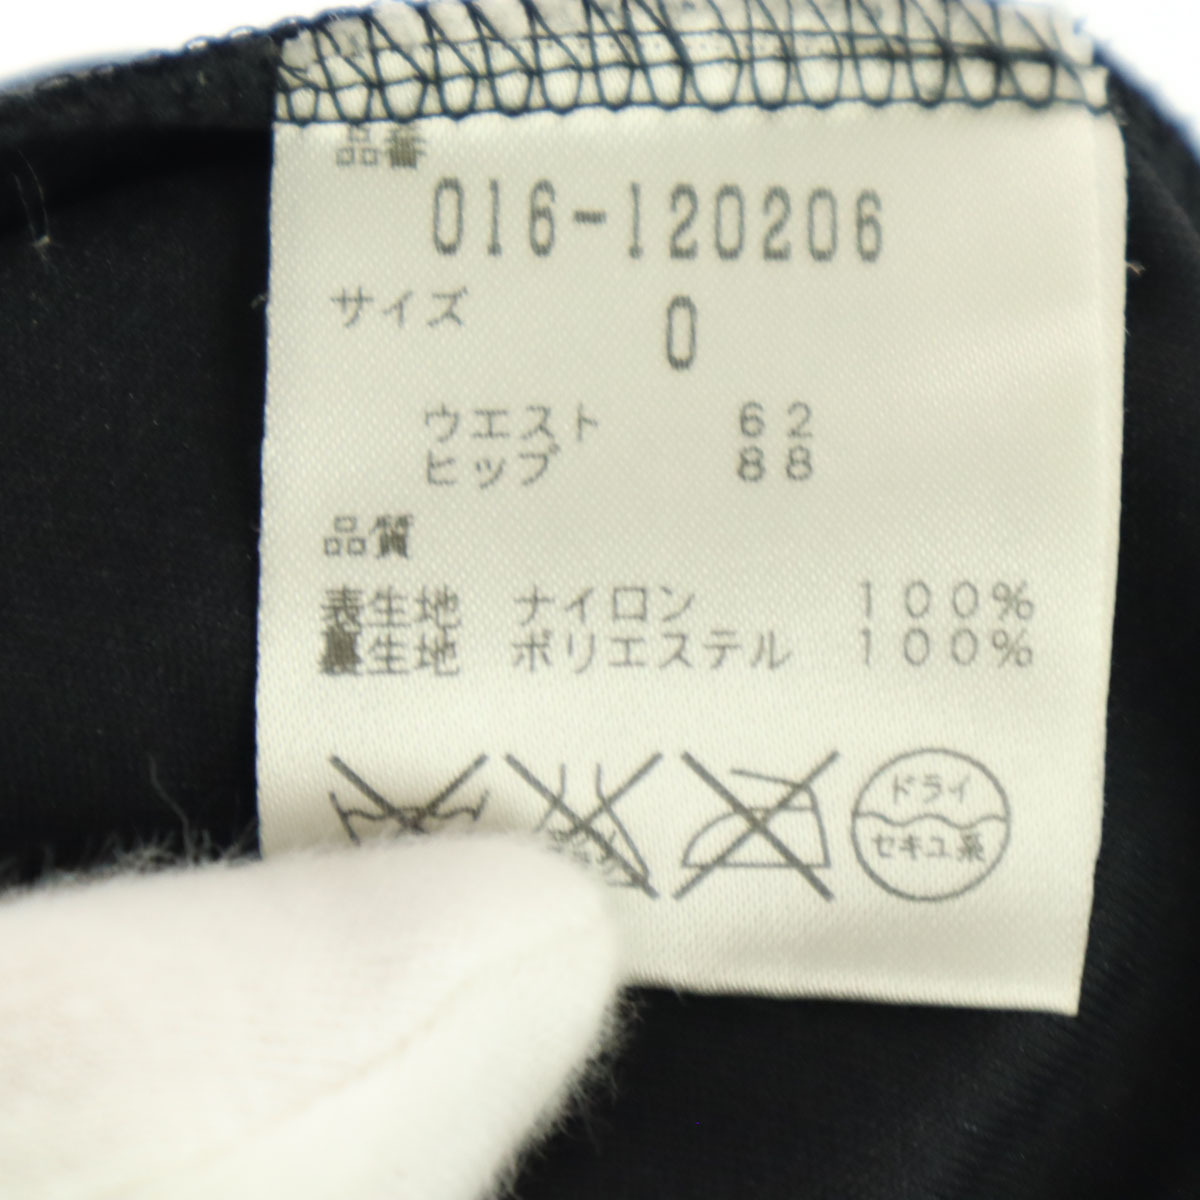 品番
016-120206
サイズ 0
ウエスト 62
ヒップ 88
品質
表生地 ナイロン 100%
裏生地 ポリエステル 100%
ドライ
セキユ系